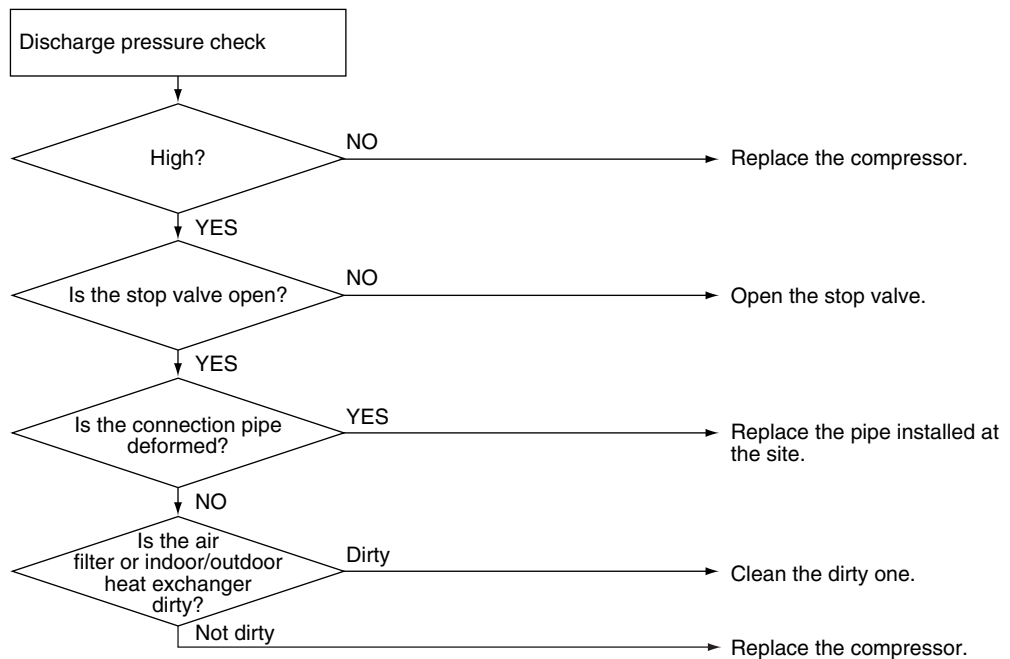 Discharge pressure check
High?
NO
Replace the compressor.
YES
Is the stop valve open?
NO
Open the stop valve.
YES
Is the connection pipe
deformed?
YES
Replace the pipe installed at
the site.
NO
Is the air
filter or indoor/outdoor
heat exchanger
dirty?
Dirty
Clean the dirty one.
Not dirty
Replace the compressor.